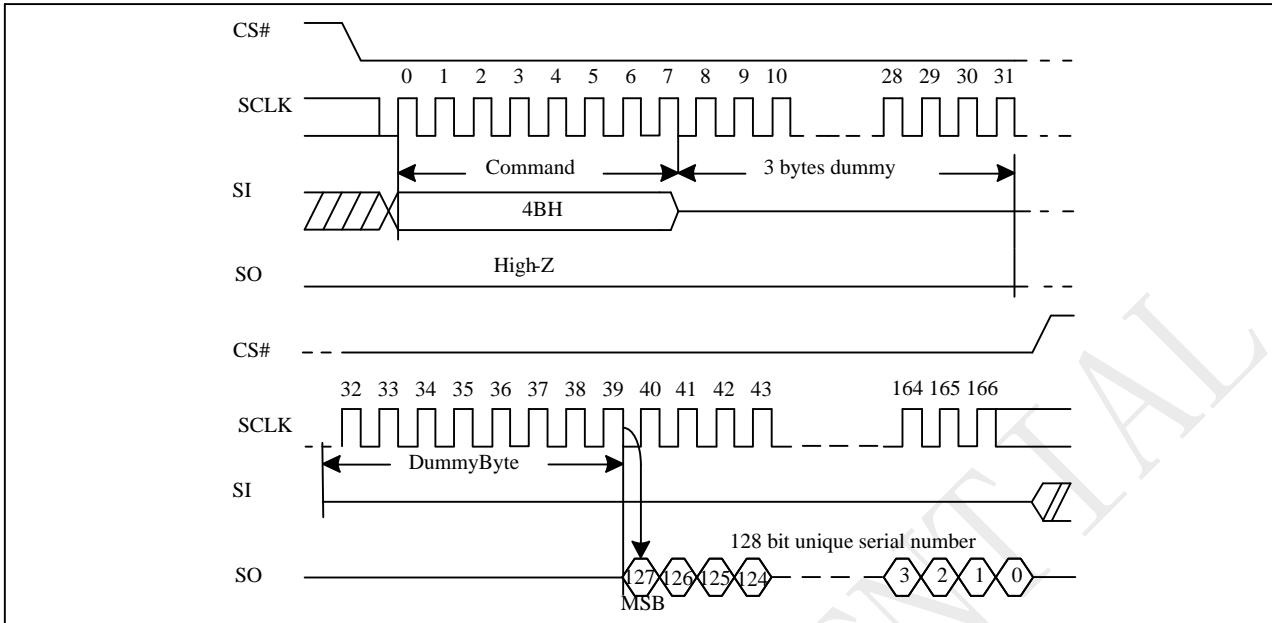 CS#
0 1 2 3 4 5 6 7 8 9 10 28 29 30 31
SCLK
Command 3 bytes dummy
SI
4BH
High-Z
SO
CS#
32 33 34 35 36 37 38 39 40 41 42 43 164 165 166
SCLK
DummyByte
SI
128 bit unique serial number
SO 127 126 125 124 3 2 1 0
MSB
NTIAL